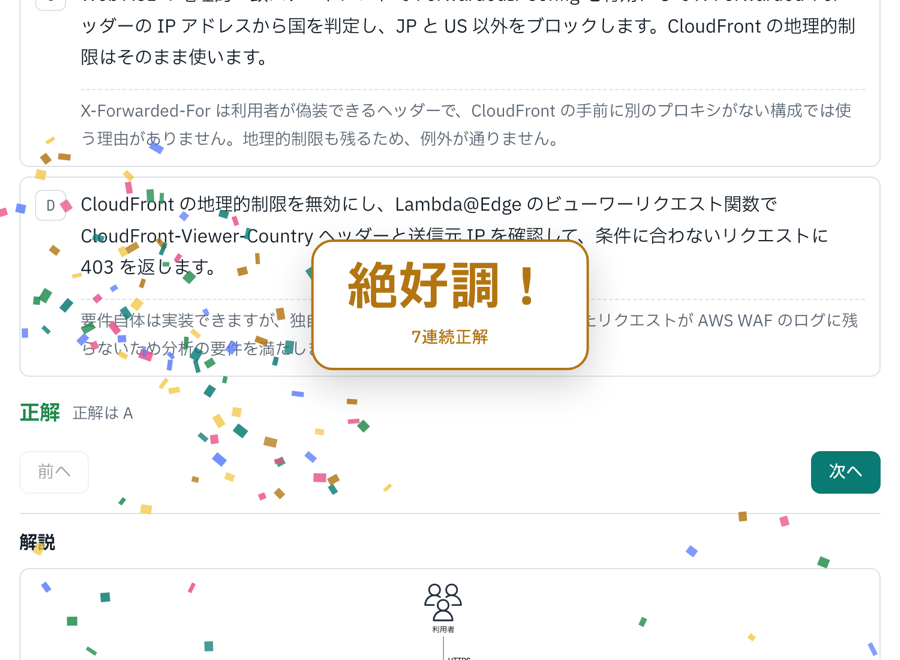 ッダーの IP アドレスから国を判定し、JP と US 以外をブロックします。CloudFront の地理的制
限はそのまま使います。
X-Forwarded-For は利用者が偽装できるヘッダーで、CloudFront の手前に別のプロキシがない構成では使
う理由がありません。地理的制限も残るため、例外が通りません。
D
CloudFront の地理的制限を無効にし、Lambda@Edge のビューワーリクエスト関数で
CloudFront-Viewer-Country ヘッダーと送信元 IP を確認して、条件に合わないリクエストに
403 を返します。
絶好調！
7連続正解
要件自体は実装できますが、独自 たリクエストが AWS WAF のログに残
らないため分析の要件を満たしま
正解 正解は A
前へ
次へ
解説
利用者
HTTPS